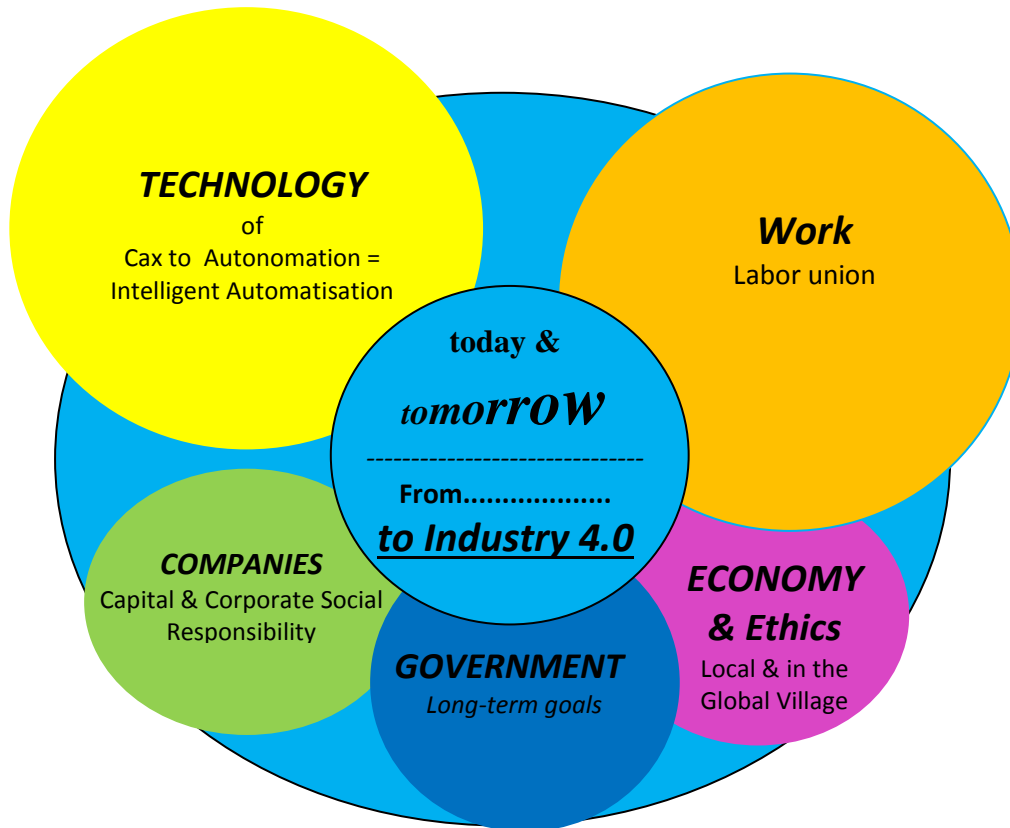 TECHNOLOGY
of
Cax to Autonomation =
Intelligent Automatisation
Work
Labor union
today &
tomorrow
-------------------------------
From....................
to Industry 4.0
COMPANIES
Capital & Corporate Social
Responsibility
GOVERNMENT
Long-term goals
ECONOMY
& Ethics
Local & in the
Global Village